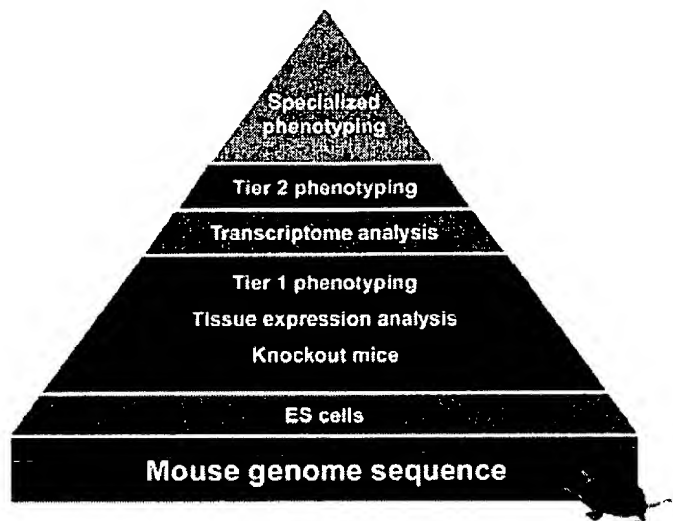 Specialized
phenotyping
Tier 2 phenotyping
Transcriptome analysis
Tier 1 phenotyping
Tissue expression analysis
Knockout mice
ES cells
Mouse genome sequence